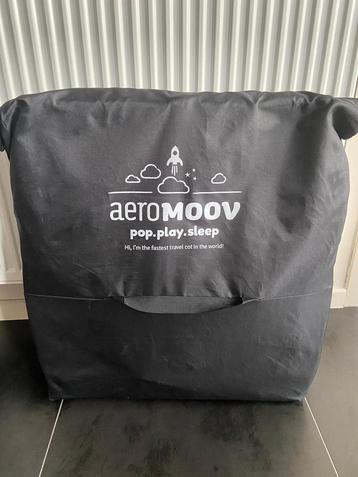 aeroMOOV
pop.play.sleep
Hi, I'm the fastest travel cot in the world!